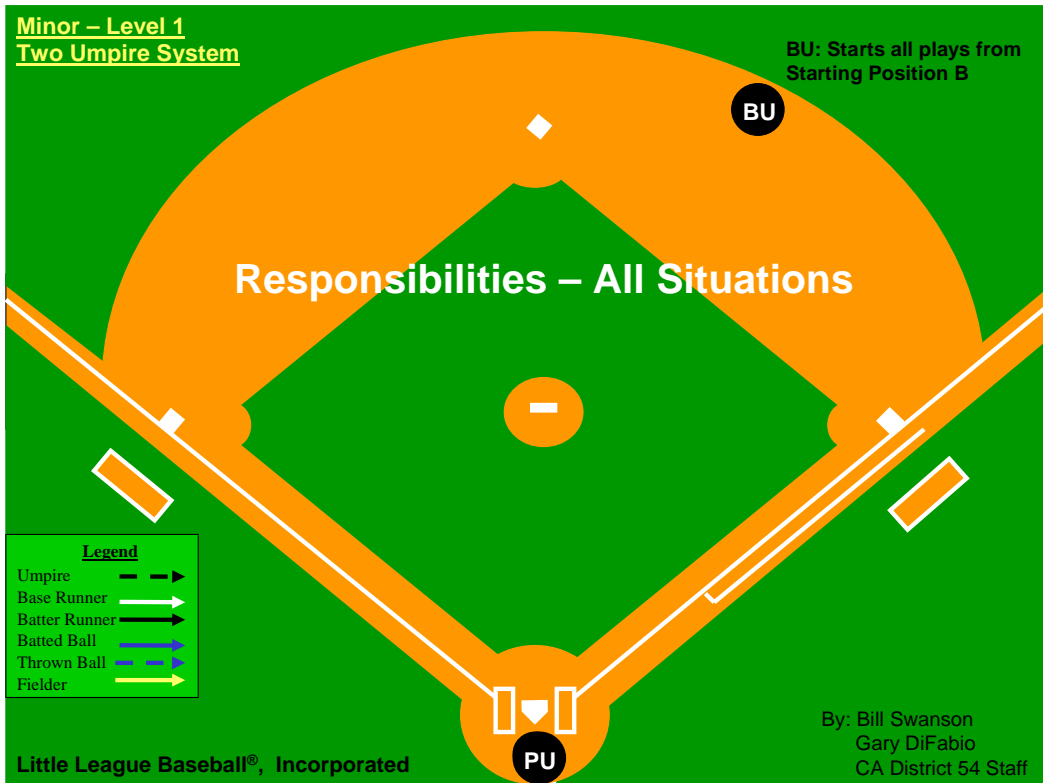 Minor – Level 1
Two Umpire System
BU: Starts all plays from
Starting Position B
BU
Responsibilities – All Situations
Legend
Umpire
Base Runner
Batter Runner
Batted Ball
Thrown Ball
Fielder
PU
Little League Baseball®, Incorporated
By: Bill Swanson
Gary DiFabio
CA District 54 Staff